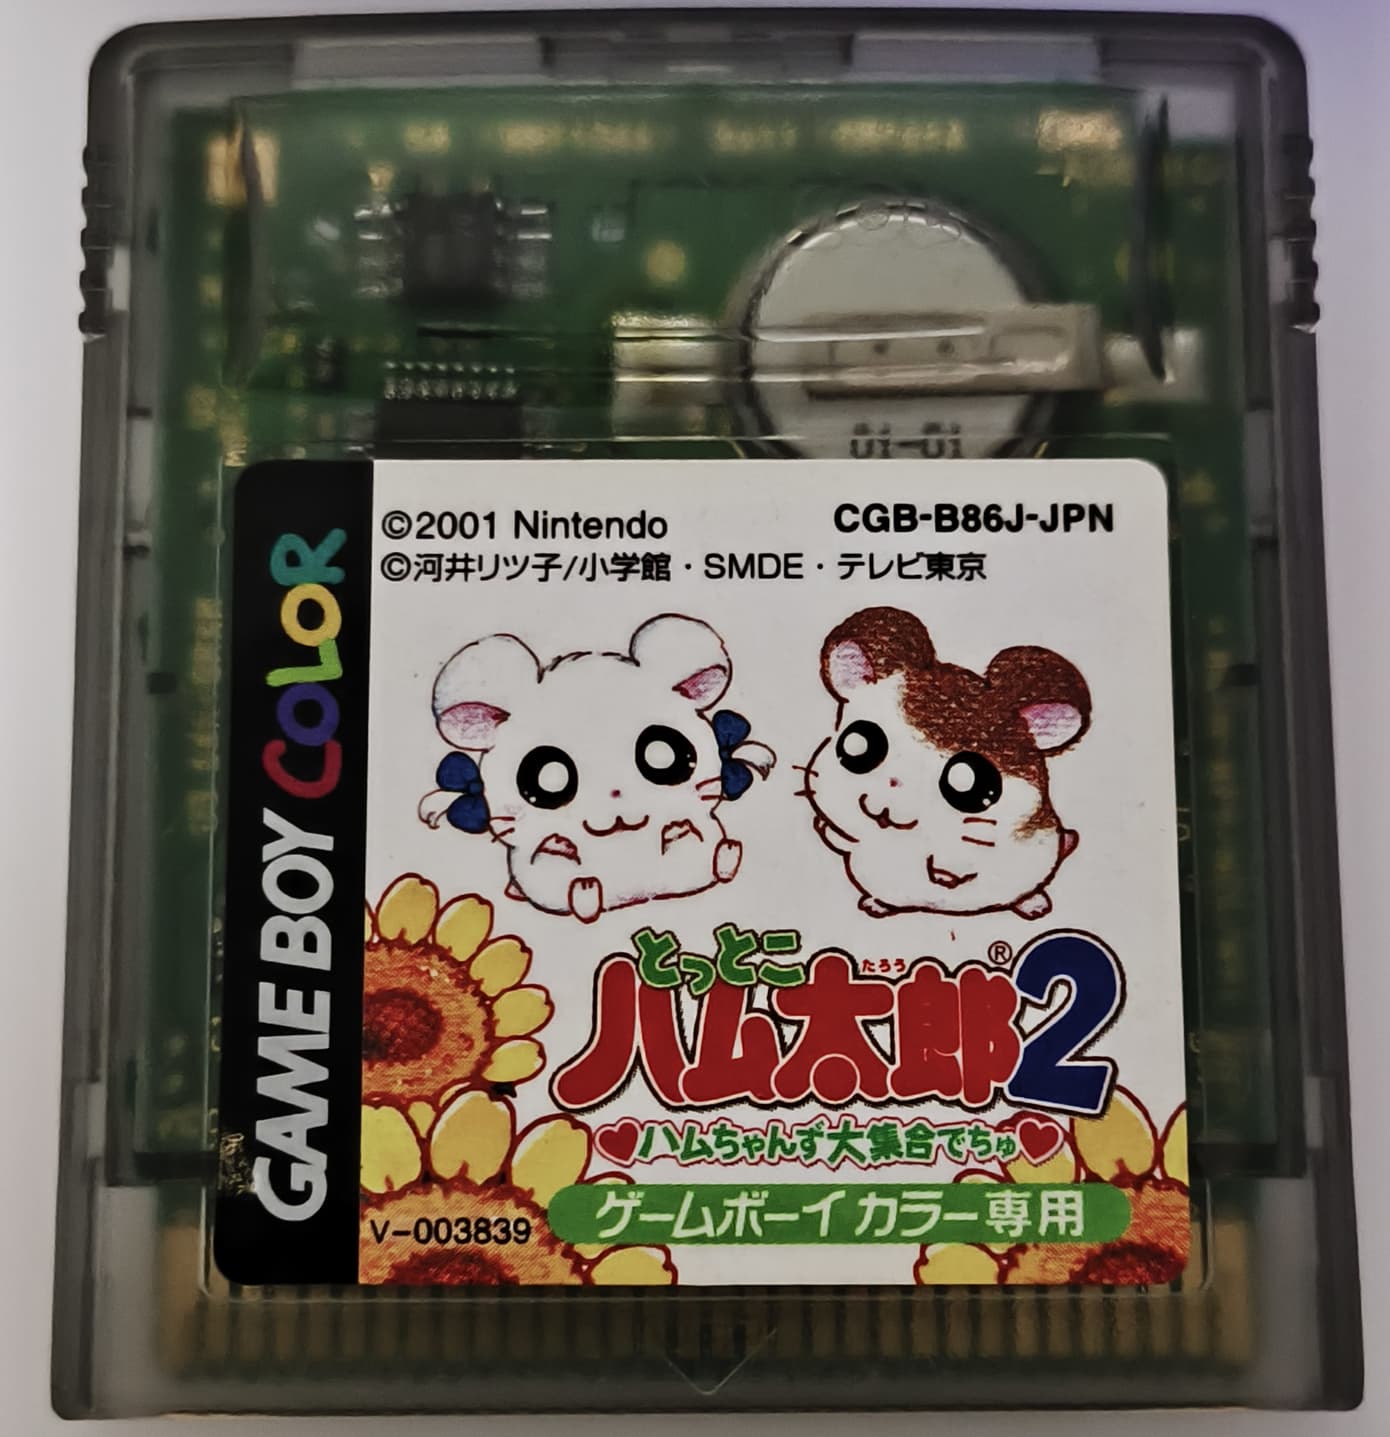 01-01
©2001 Nintendo
CGB-B86J-JPN
©河井リツ子/小学館・SMDE・テレビ東京
GAME BOY COLOR
とっとこ
たろう
ハム太郎®2
♥ハムちゃんず大集合でちゅ♥
ゲームボーイ カラー専用
V-003839